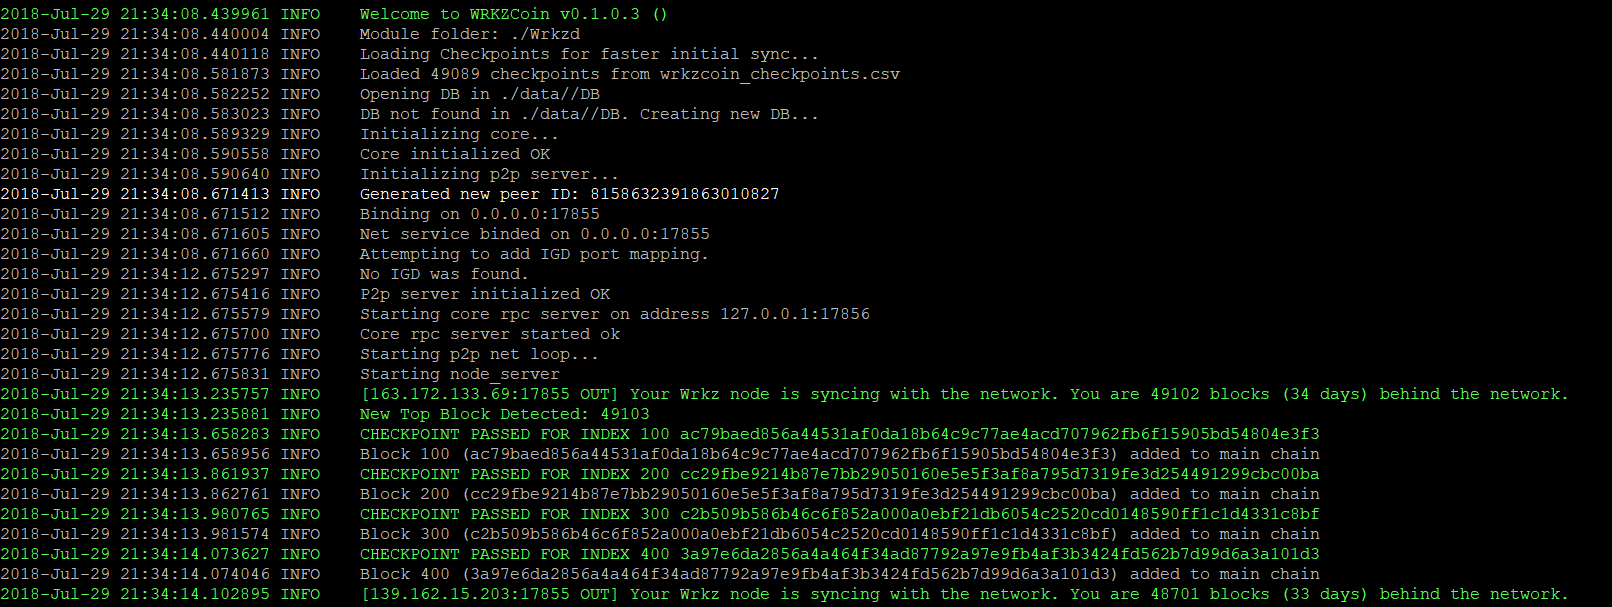 2018-Jul-29 21:34:08.439961 INFO    Welcome to WRKZCoin v0.1.0.3 ()
2018-Jul-29 21:34:08.440004 INFO    Module folder: ./Wrkzd
2018-Jul-29 21:34:08.440118 INFO    Loading Checkpoints for faster initial sync...
2018-Jul-29 21:34:08.581873 INFO    Loaded 49089 checkpoints from wrkzcoin_checkpoints.csv
2018-Jul-29 21:34:08.582252 INFO    Opening DB in ./data//DB
2018-Jul-29 21:34:08.583023 INFO    DB not found in ./data//DB. Creating new DB...
2018-Jul-29 21:34:08.589329 INFO    Initializing core...
2018-Jul-29 21:34:08.590558 INFO    Core initialized OK
2018-Jul-29 21:34:08.590640 INFO    Initializing p2p server...
2018-Jul-29 21:34:08.671413 INFO    Generated new peer ID: 8158632391863010827
2018-Jul-29 21:34:08.671512 INFO    Binding on 0.0.0.0:17855
2018-Jul-29 21:34:08.671605 INFO    Net service binded on 0.0.0.0:17855
2018-Jul-29 21:34:08.671660 INFO    Attempting to add IGD port mapping.
2018-Jul-29 21:34:12.675297 INFO    No IGD was found.
2018-Jul-29 21:34:12.675416 INFO    P2p server initialized OK
2018-Jul-29 21:34:12.675579 INFO    Starting core rpc server on address 127.0.0.1:17856
2018-Jul-29 21:34:12.675700 INFO    Core rpc server started ok
2018-Jul-29 21:34:12.675776 INFO    Starting p2p net loop...
2018-Jul-29 21:34:12.675831 INFO    Starting node_server
2018-Jul-29 21:34:13.235757 INFO    [163.172.133.69:17855 OUT] Your Wrkz node is syncing with the network. You are 49102 blocks (34 days) behind the network.
2018-Jul-29 21:34:13.235881 INFO    New Top Block Detected: 49103
2018-Jul-29 21:34:13.658283 INFO    CHECKPOINT PASSED FOR INDEX 100 ac79baed856a44531af0da18b64c9c77ae4acd707962fb6f15905bd54804e3f3
2018-Jul-29 21:34:13.658956 INFO    Block 100 (ac79baed856a44531af0da18b64c9c77ae4acd707962fb6f15905bd54804e3f3) added to main chain
2018-Jul-29 21:34:13.861937 INFO    CHECKPOINT PASSED FOR INDEX 200 cc29fbe9214b87e7bb29050160e5e5f3af8a795d7319fe3d254491299cbc00ba
2018-Jul-29 21:34:13.862761 INFO    Block 200 (cc29fbe9214b87e7bb29050160e5e5f3af8a795d7319fe3d254491299cbc00ba) added to main chain
2018-Jul-29 21:34:13.980765 INFO    CHECKPOINT PASSED FOR INDEX 300 c2b509b586b46c6f852a000a0ebf21db6054c2520cd0148590ff1c1d4331c8bf
2018-Jul-29 21:34:13.981574 INFO    Block 300 (c2b509b586b46c6f852a000a0ebf21db6054c2520cd0148590ff1c1d4331c8bf) added to main chain
2018-Jul-29 21:34:14.073627 INFO    CHECKPOINT PASSED FOR INDEX 400 3a97e6da2856a4a464f34ad87792a97e9fb4af3b3424fd562b7d99d6a3a101d3
2018-Jul-29 21:34:14.074046 INFO    Block 400 (3a97e6da2856a4a464f34ad87792a97e9fb4af3b3424fd562b7d99d6a3a101d3) added to main chain
2018-Jul-29 21:34:14.102895 INFO    [139.162.15.203:17855 OUT] Your Wrkz node is syncing with the network. You are 48701 blocks (33 days) behind the network.